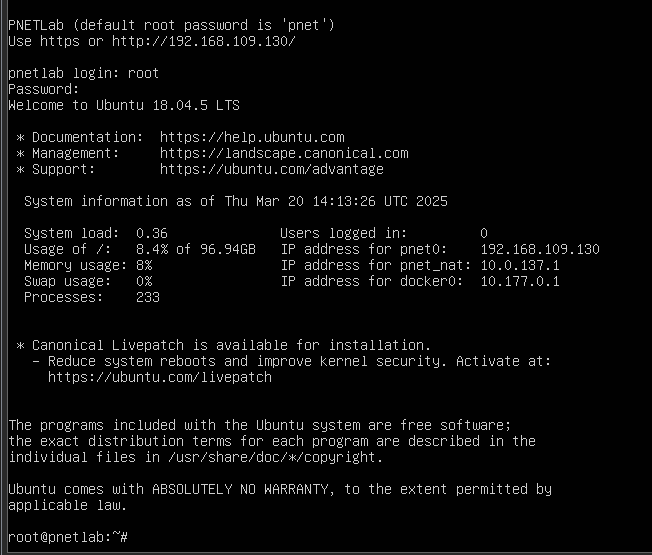 PNETLab (default root password is 'pnet')
Use https or http://192.168.109.130/
pnetlab login: root
Password:
Welcome to Ubuntu 18.04.5 LTS
* Documentation:  https://help.ubuntu.com
* Management:     https://landscape.canonical.com
* Support:        https://ubuntu.com/advantage
System information as of Thu Mar 20 14:13:26 UTC 2025
System load:  0.36              Users logged in:         0
Usage of /:   8.4% of 96.94GB   IP address for pnet0:    192.168.109.130
Memory usage: 8%                IP address for pnet_nat: 10.0.137.1
Swap usage:   0%                IP address for docker0:  10.177.0.1
Processes:    233
* Canonical Livepatch is available for installation.
- Reduce system reboots and improve kernel security. Activate at:
https://ubuntu.com/livepatch
The programs included with the Ubuntu system are free software;
the exact distribution terms for each program are described in the
individual files in /usr/share/doc/*/copyright.
Ubuntu comes with ABSOLUTELY NO WARRANTY, to the extent permitted by
applicable law.
root@pnetlab:~#